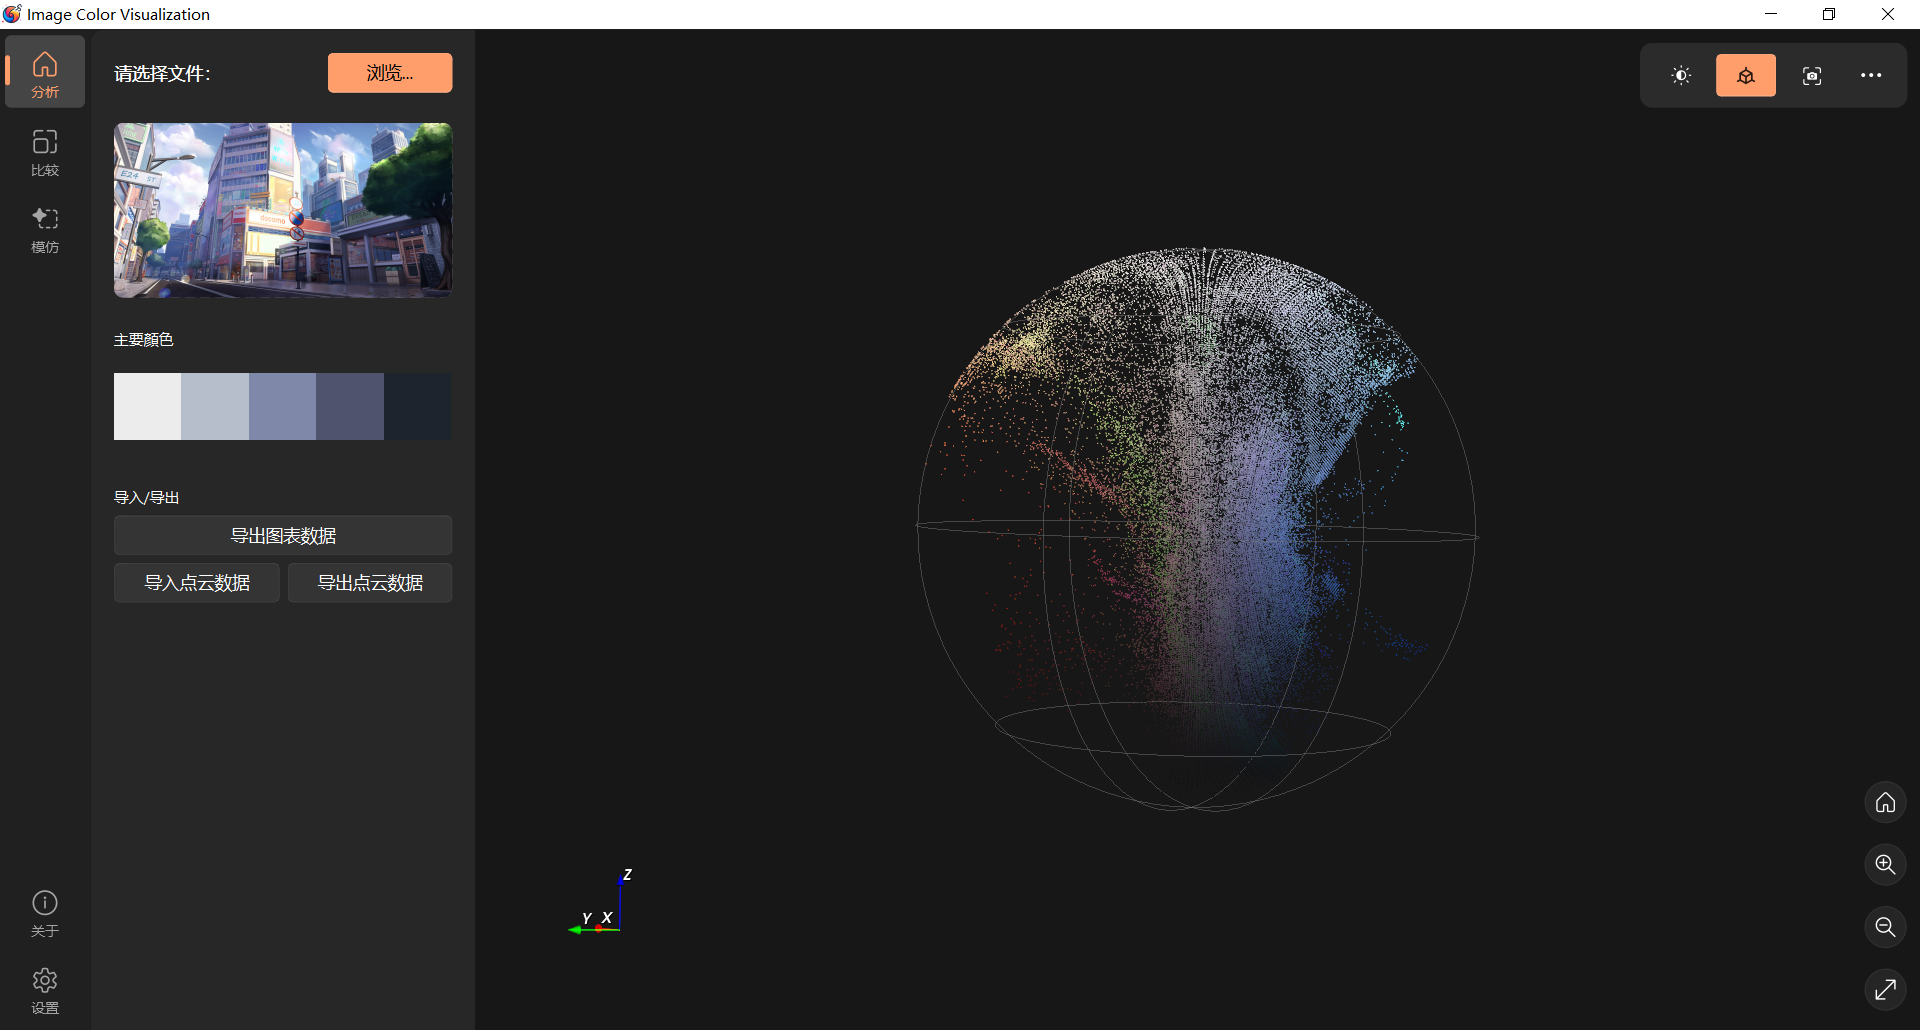 Image Color Visualization
分析
比较
模仿
关于
设置
请选择文件：
浏览...
E24 ST
docomo
主要顏色
导入/导出
导出图表数据
导入点云数据
导出点云数据
Z
Y X